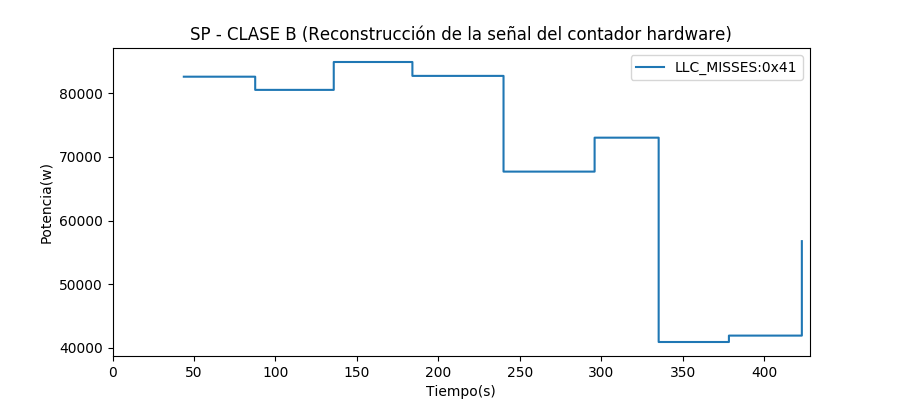 SP - CLASE B (Reconstrucción de la señal del contador hardware)
LLC_MISSES:0x41
80000
70000
60000
50000
40000
Potencia(w)
0 50 100 150 200 250 300 350 400
Tiempo(s)